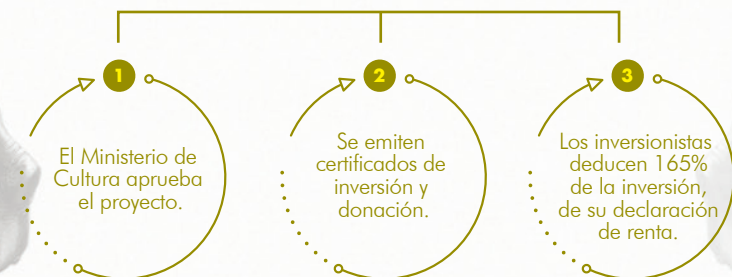 1
El Ministerio de
Cultura aprueba
el proyecto.
2
Se emiten
certificados de
inversión y
donación.
3
Los inversionistas
deducen 165%
de la inversión,
de su declaración
de renta.